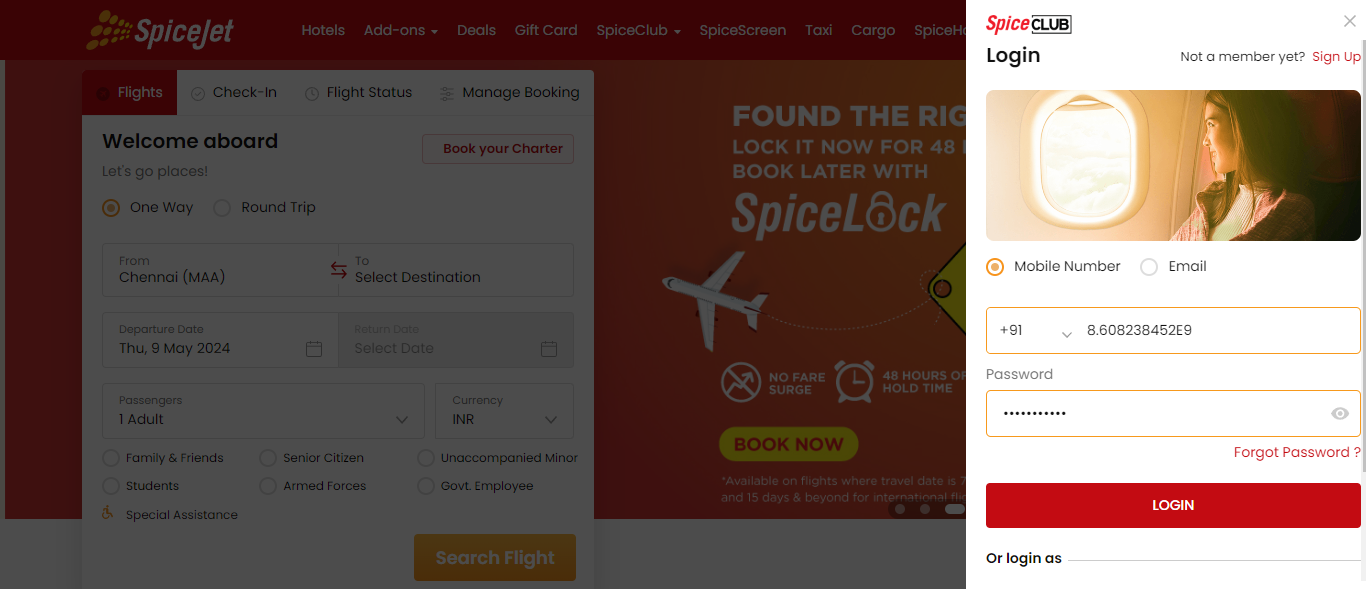 SpiceJet
Hotels Add-ons Deals Gift Card SpiceClub SpiceScreen Taxi Cargo
Flights Check-In Flight Status Manage Booking
Welcome aboard
Book your Charter
Let's go places!
One Way Round Trip
From
Chennai (MAA)
To
Select Destination
Departure Date
Thu, 9 May 2024
Return Date
Select Date
Passengers
1 Adult
Currency
INR
Family & Friends Senior Citizen Unaccompanied Minor
Students Armed Forces Govt. Employee
Special Assistance
Search Flight
FOUND THE RIG
LOCK IT NOW FOR 48
BOOK LATER WITH
SpiceLock
NO FARE
SURGE
48 HOURS OF
HOLD TIME
BOOK NOW
*Available on flights where travel date is 7
and 15 days & beyond for international fli
SpiceCLUB
Login
Not a member yet? Sign Up
Mobile Number Email
+91 8.608238452E9
Password
•••••••••••
Forgot Password ?
LOGIN
Or login as